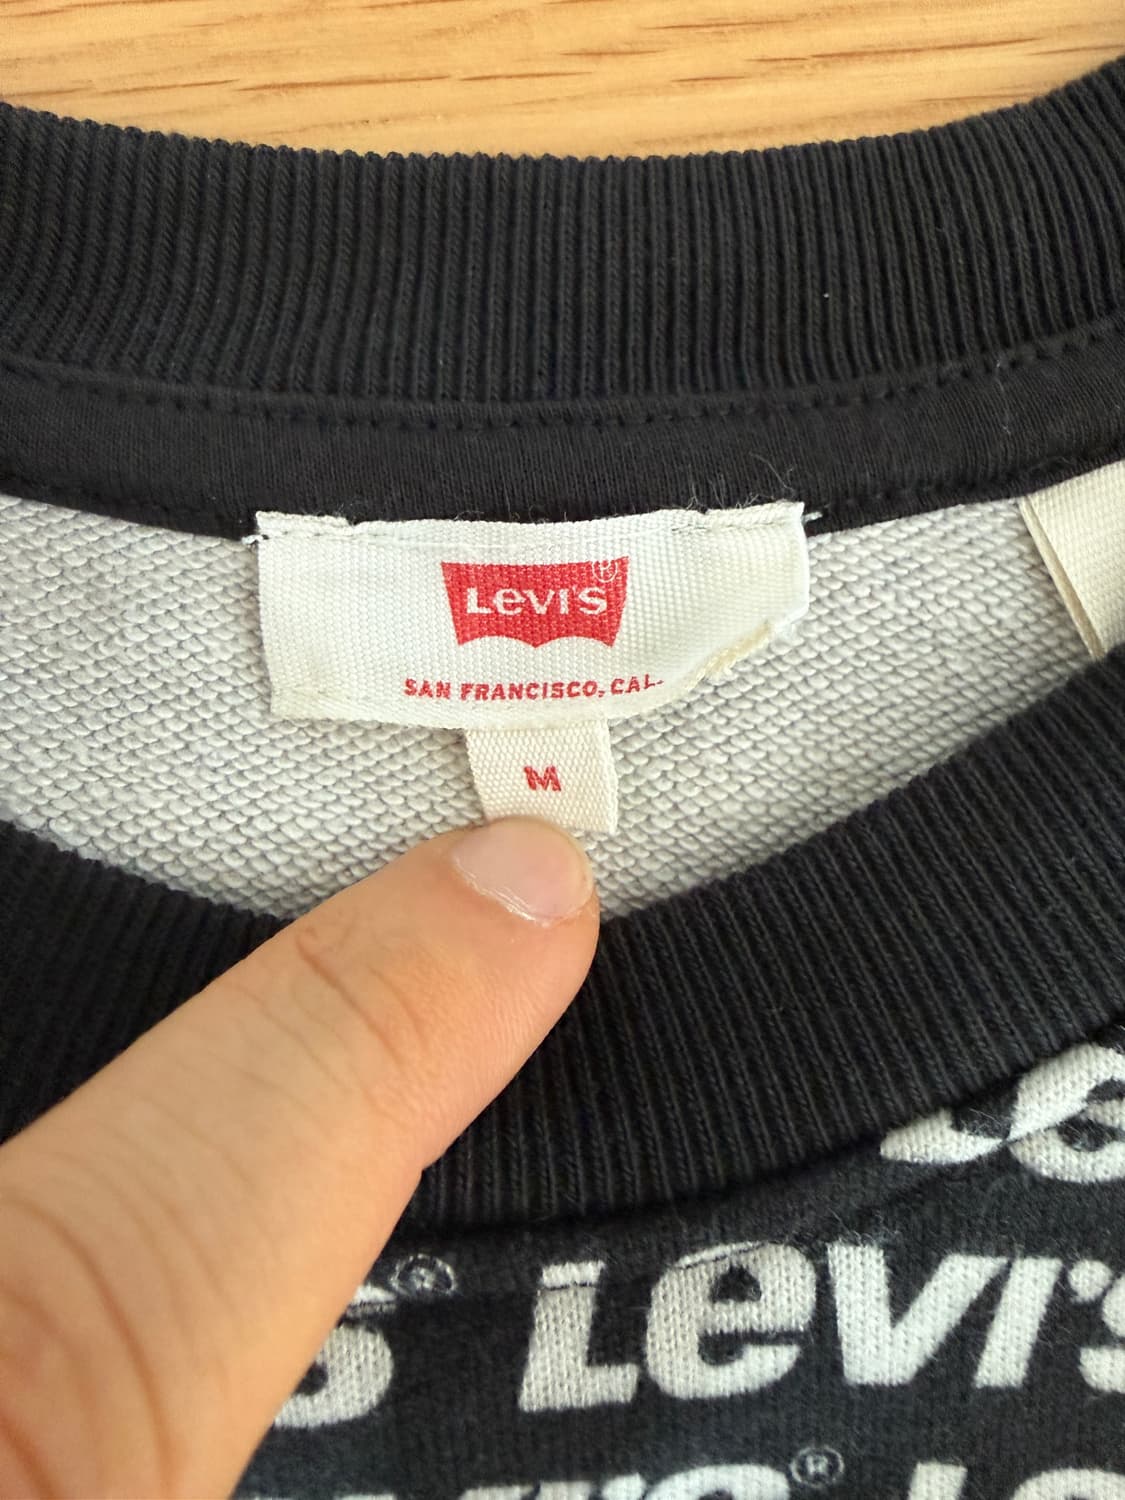 Levi's®
SAN FRANCISCO, CAL.
M
® Levi's
®